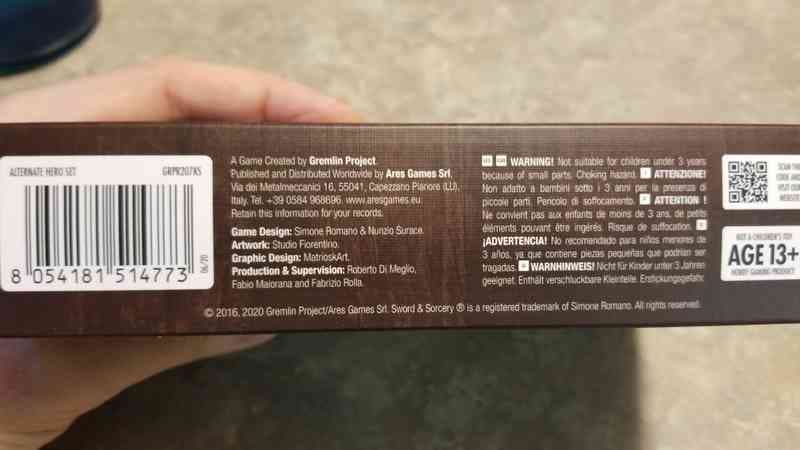 ALTERNATE HERO SET GRPR207KS
8 054181 514773
06/20
A Game Created by Gremlin Project.
Published and Distributed Worldwide by Ares Games Srl,
Via dei Metalmeccanici 16, 55041, Capezzano Pianore (LU),
Italy. Tel. +39 0584 968696. www.aresgames.eu.
Retain this information for your records.
Game Design: Simone Romano & Nunzio Surace.
Artwork: Studio Fiorentino.
Graphic Design: MatrioskArt.
Production & Supervision: Roberto Di Meglio,
Fabio Maiorana and Fabrizio Rolla.
WARNING! Not suitable for children under 3 years
because of small parts. Choking hazard. ATTENZIONE!
Non adatto a bambini sotto i 3 anni per la presenza di
piccole parti. Pericolo di soffocamento. ATTENTION !
Ne convient pas aux enfants de moins de 3 ans, de petits
éléments pouvant être ingérés. Risque de suffocation.
¡ADVERTENCIA! No recomendado para niños menores de
3 años, ya que contiene piezas pequeñas que podrían ser
tragadas. WARNHINWEIS! Nicht für Kinder unter 3 Jahren
geeignet. Enthält verschluckbare Kleinteile. Erstickungsgefahr.
SCAN TH
CODE AND
VISIT OUR
WEBSITE
NOT A CHILDREN'S TOY
AGE 13+
HOBBY GAMING PRODUCT
© 2016, 2020 Gremlin Project/Ares Games Srl. Sword & Sorcery ® is a registered trademark of Simone Romano. All rights reserved.